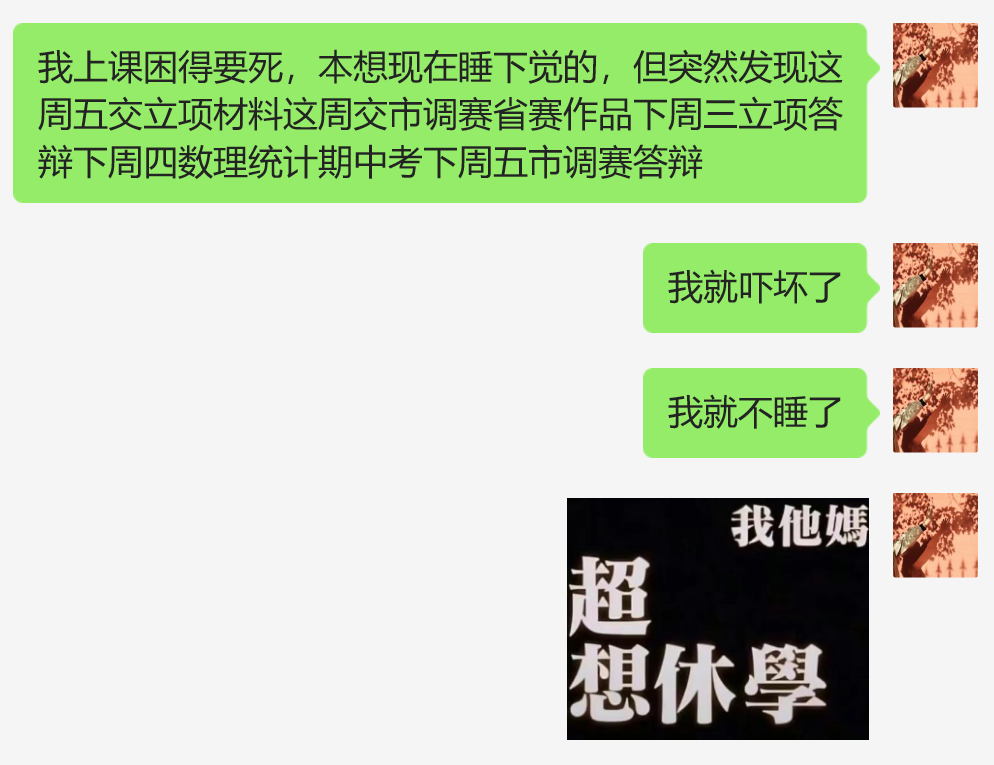 我上课困得要死，本想现在睡下觉的，但突然发现这
周五交立项材料这周交市调赛省赛作品下周三立项答
辩下周四数理统计期中考下周五市调赛答辩
我就吓坏了
我就不睡了
我他媽
超
想休學